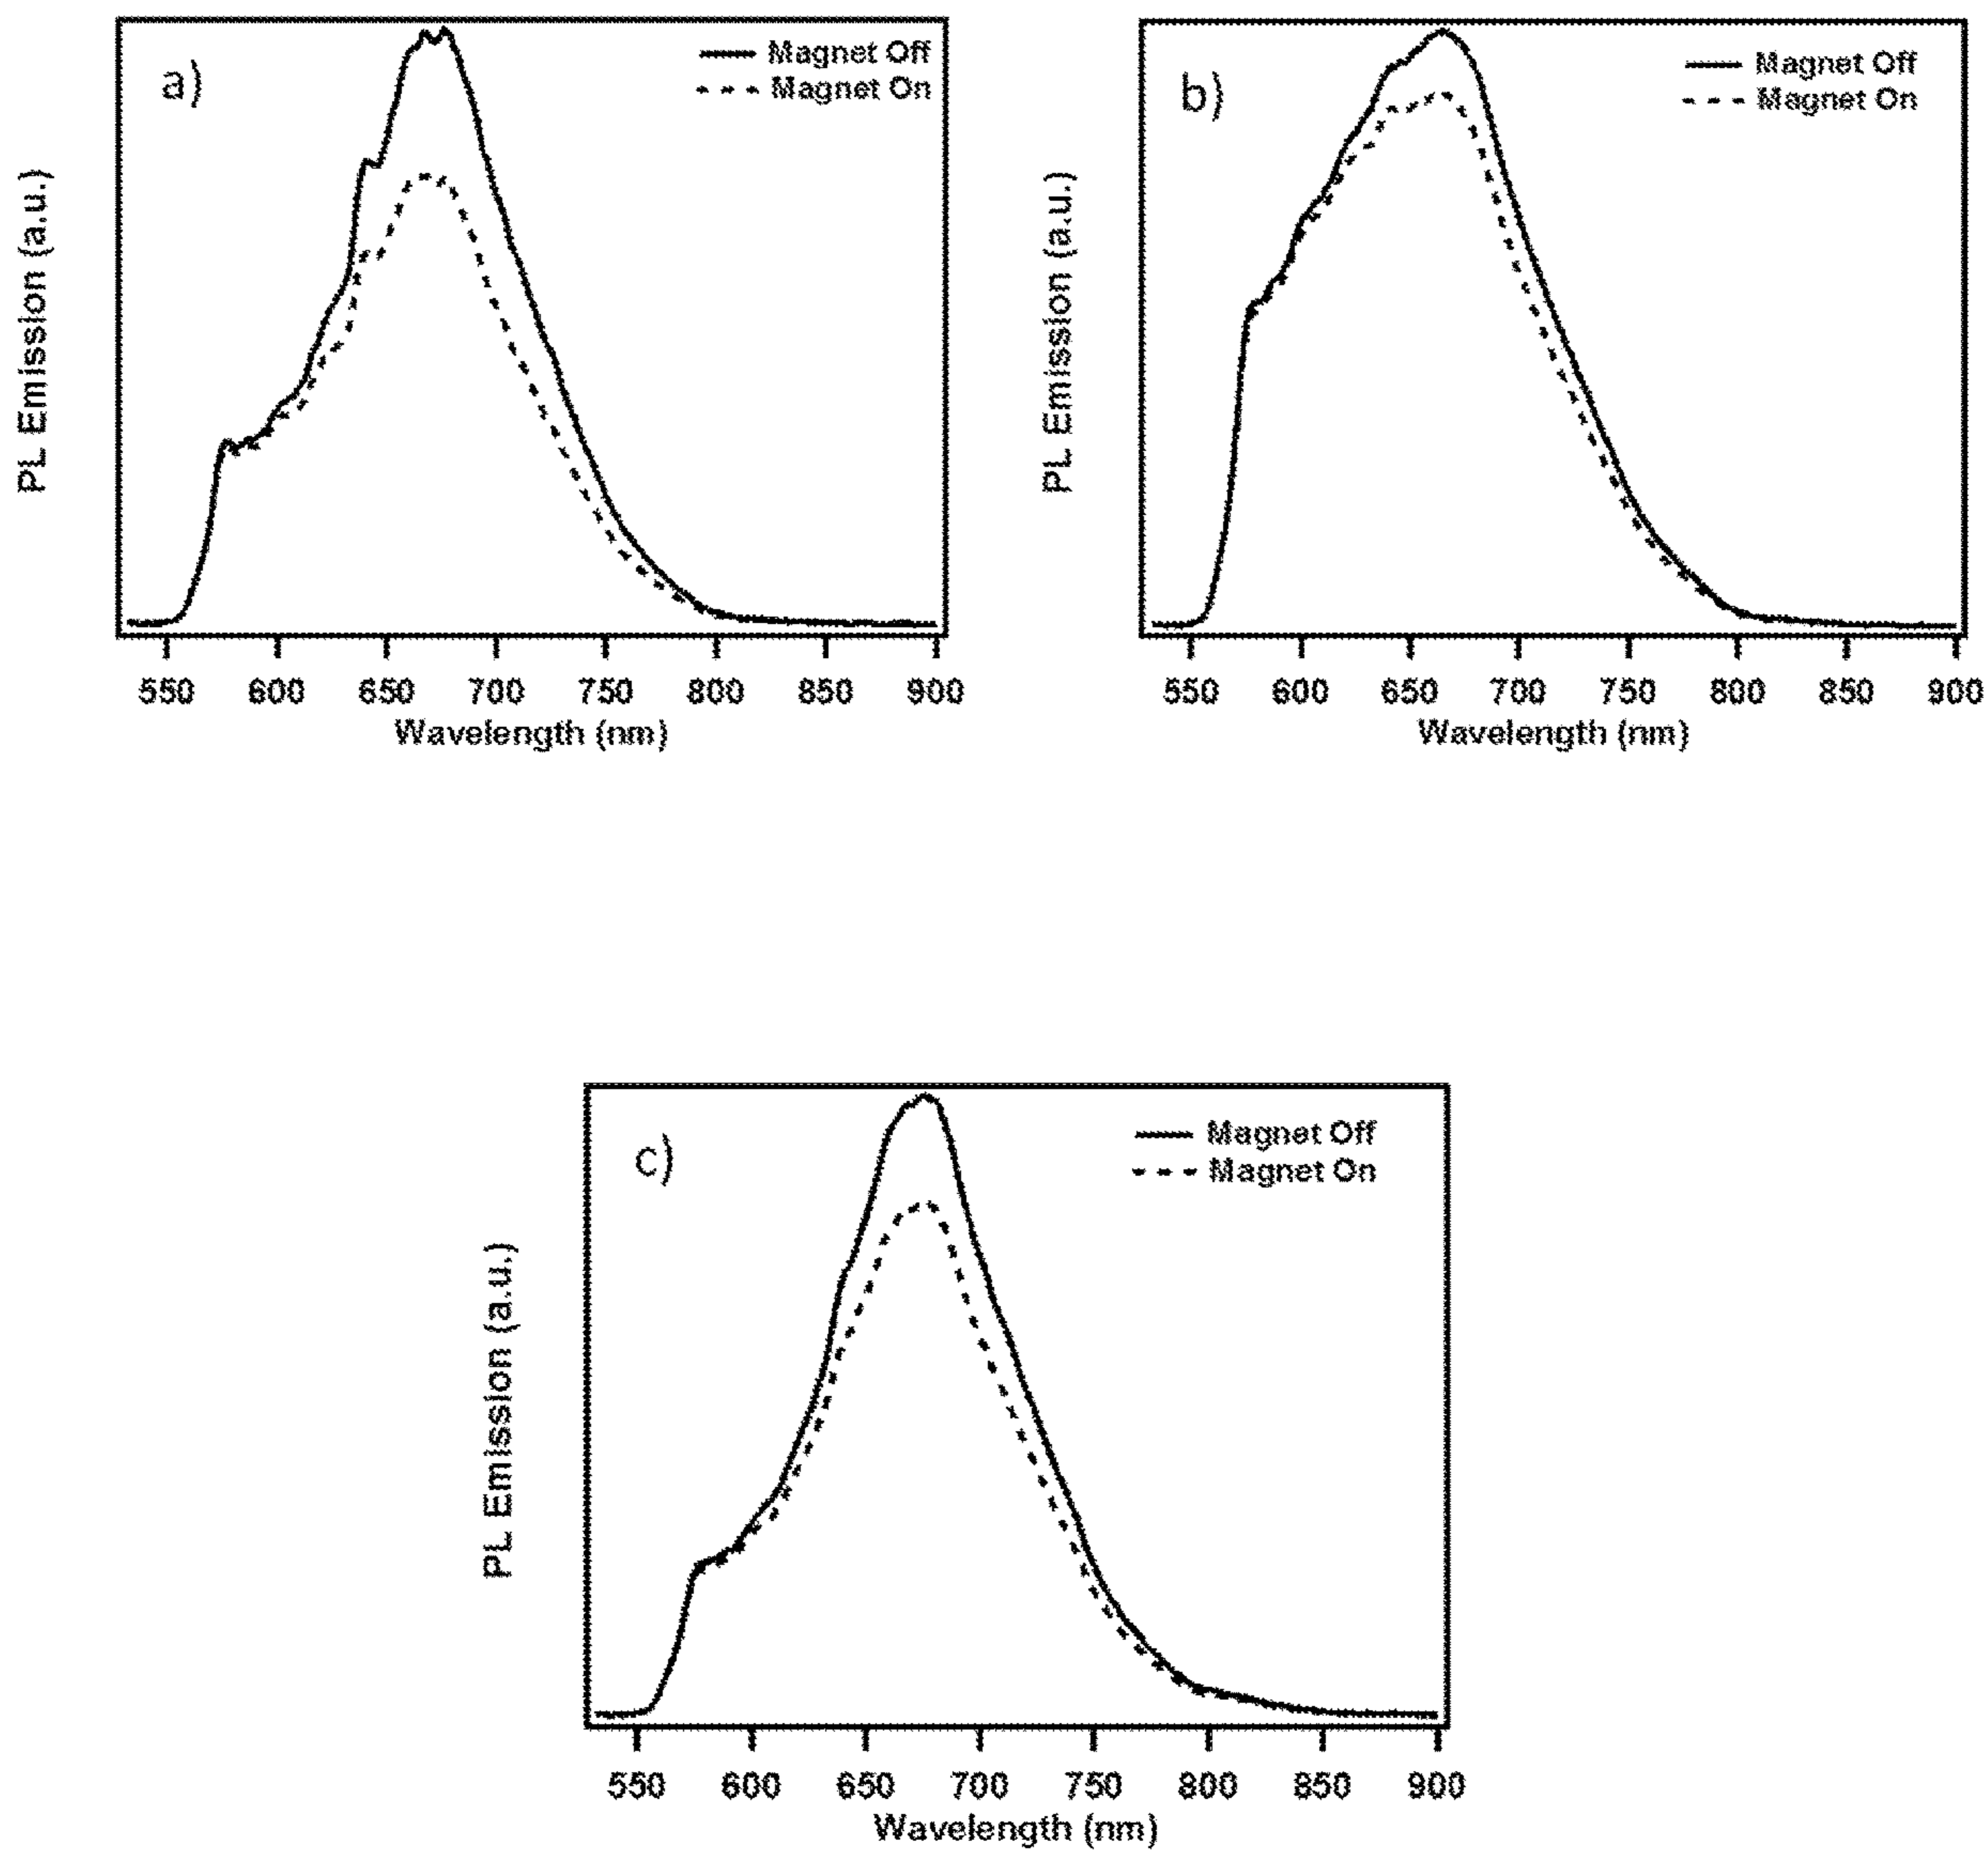 a)
Magnet Off
Magnet On
PL Emission (a.u.)
550 600 650 700 750 800 850 900
Wavelength (nm)
b)
Magnet Off
Magnet On
PL Emission (a.u.)
550 600 650 700 750 800 850 900
Wavelength (nm)
c)
Magnet Off
Magnet On
PL Emission (a.u.)
550 600 650 700 750 800 850 900
Wavelength (nm)